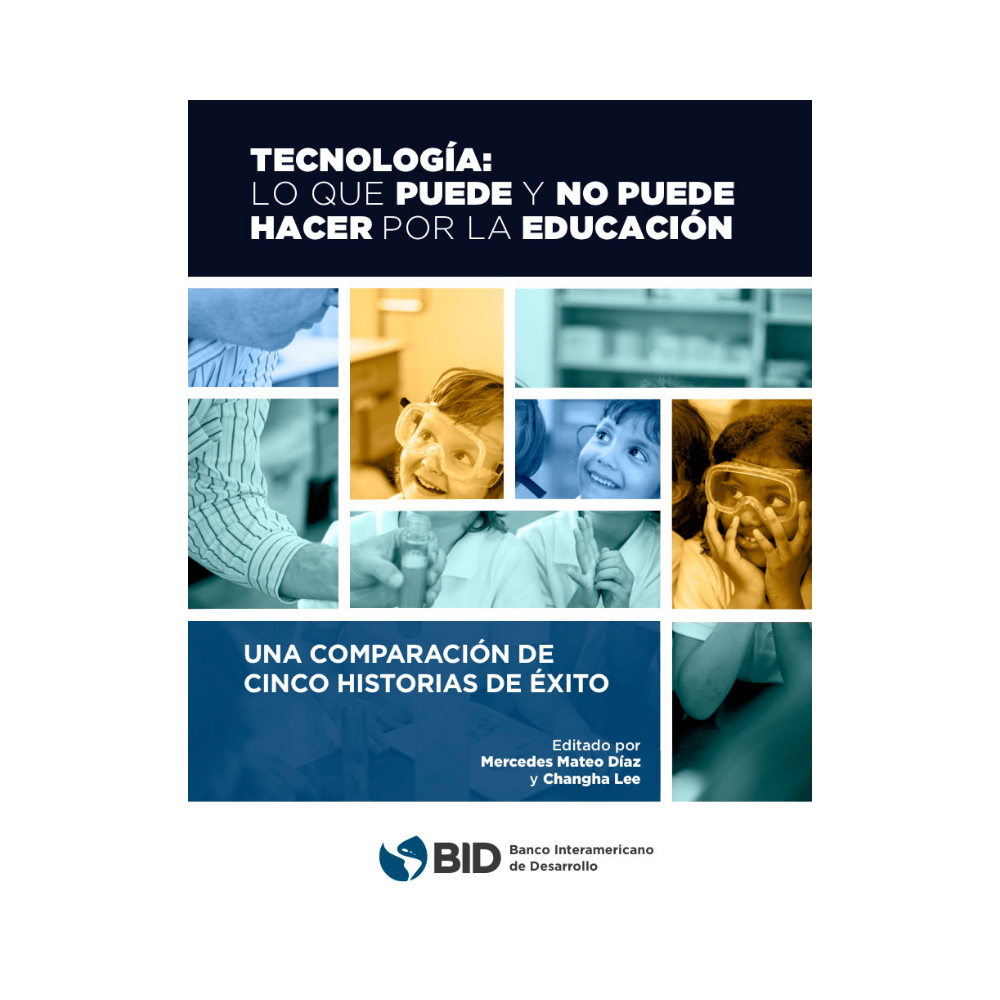 TECNOLOGÍA:
LO QUE PUEDE Y NO PUEDE
HACER POR LA EDUCACIÓN
UNA COMPARACIÓN DE
CINCO HISTORIAS DE ÉXITO
Editado por
Mercedes Mateo Díaz
y Changha Lee
BID
Banco Interamericano
de Desarrollo